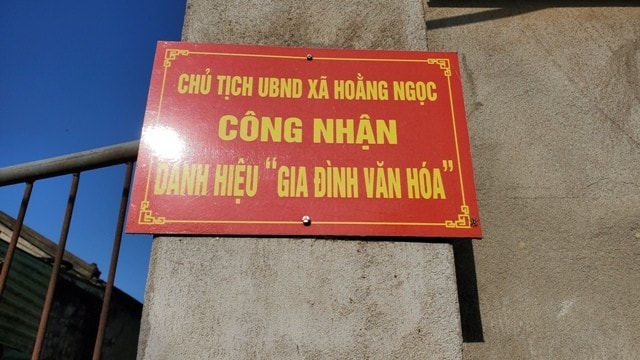 CHỦ TỊCH UBND XÃ HOẰNG NGỌC
CÔNG NHẬN
DANH HIỆU “GIA ĐÌNH VĂN HÓA”